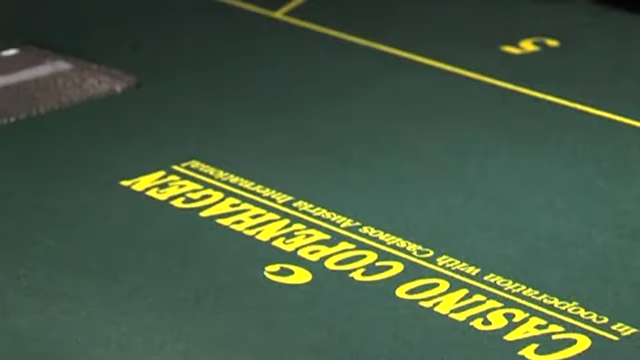 CASINO COPENHAGEN
in cooperation with Casinos Austria International
5